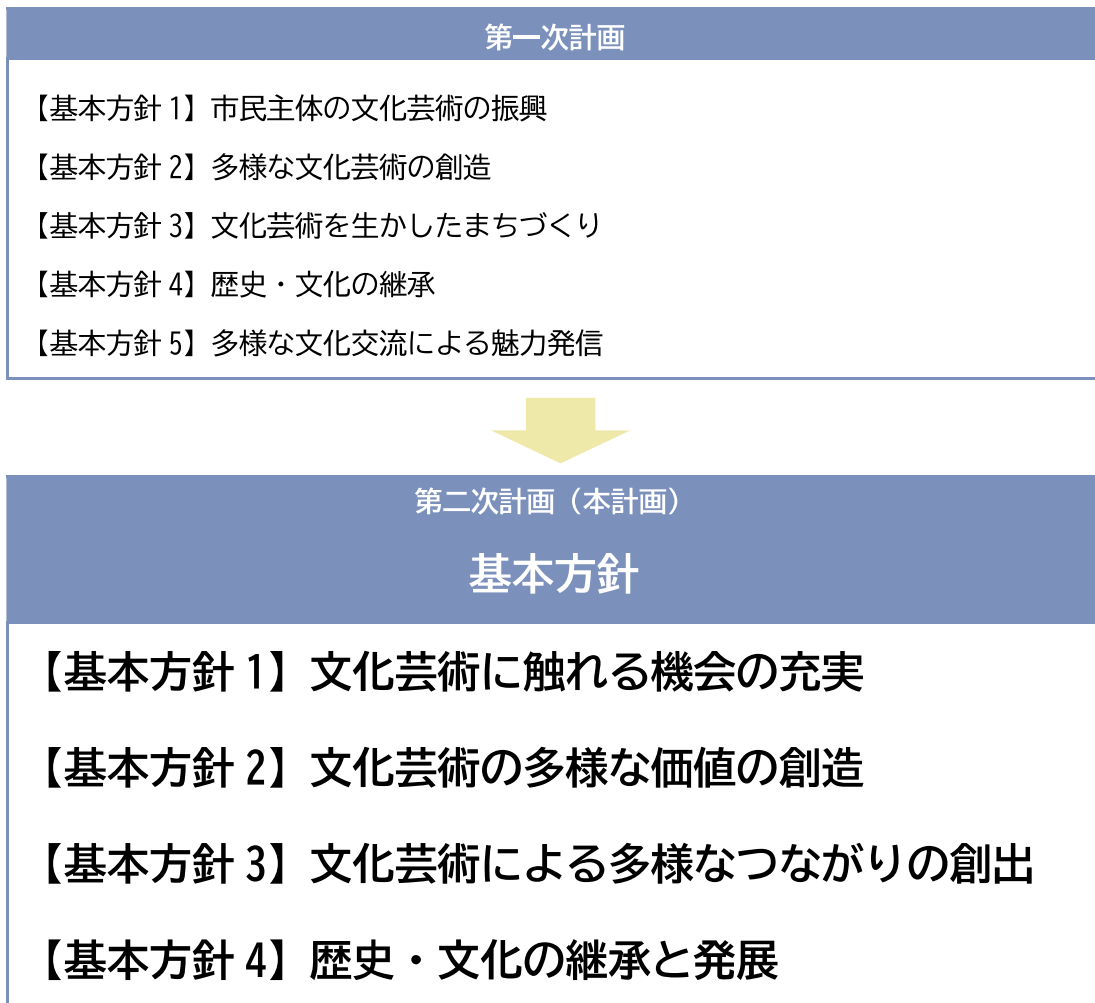 第一次計画
【基本方針 1】市民主体の文化芸術の振興
【基本方針 2】多様な文化芸術の創造
【基本方針 3】文化芸術を生かしたまちづくり
【基本方針 4】歴史・文化の継承
【基本方針 5】多様な文化交流による魅力発信
第二次計画（本計画）
基本方針
【基本方針 1】文化芸術に触れる機会の充実
【基本方針 2】文化芸術の多様な価値の創造
【基本方針 3】文化芸術による多様なつながりの創出
【基本方針 4】歴史・文化の継承と発展